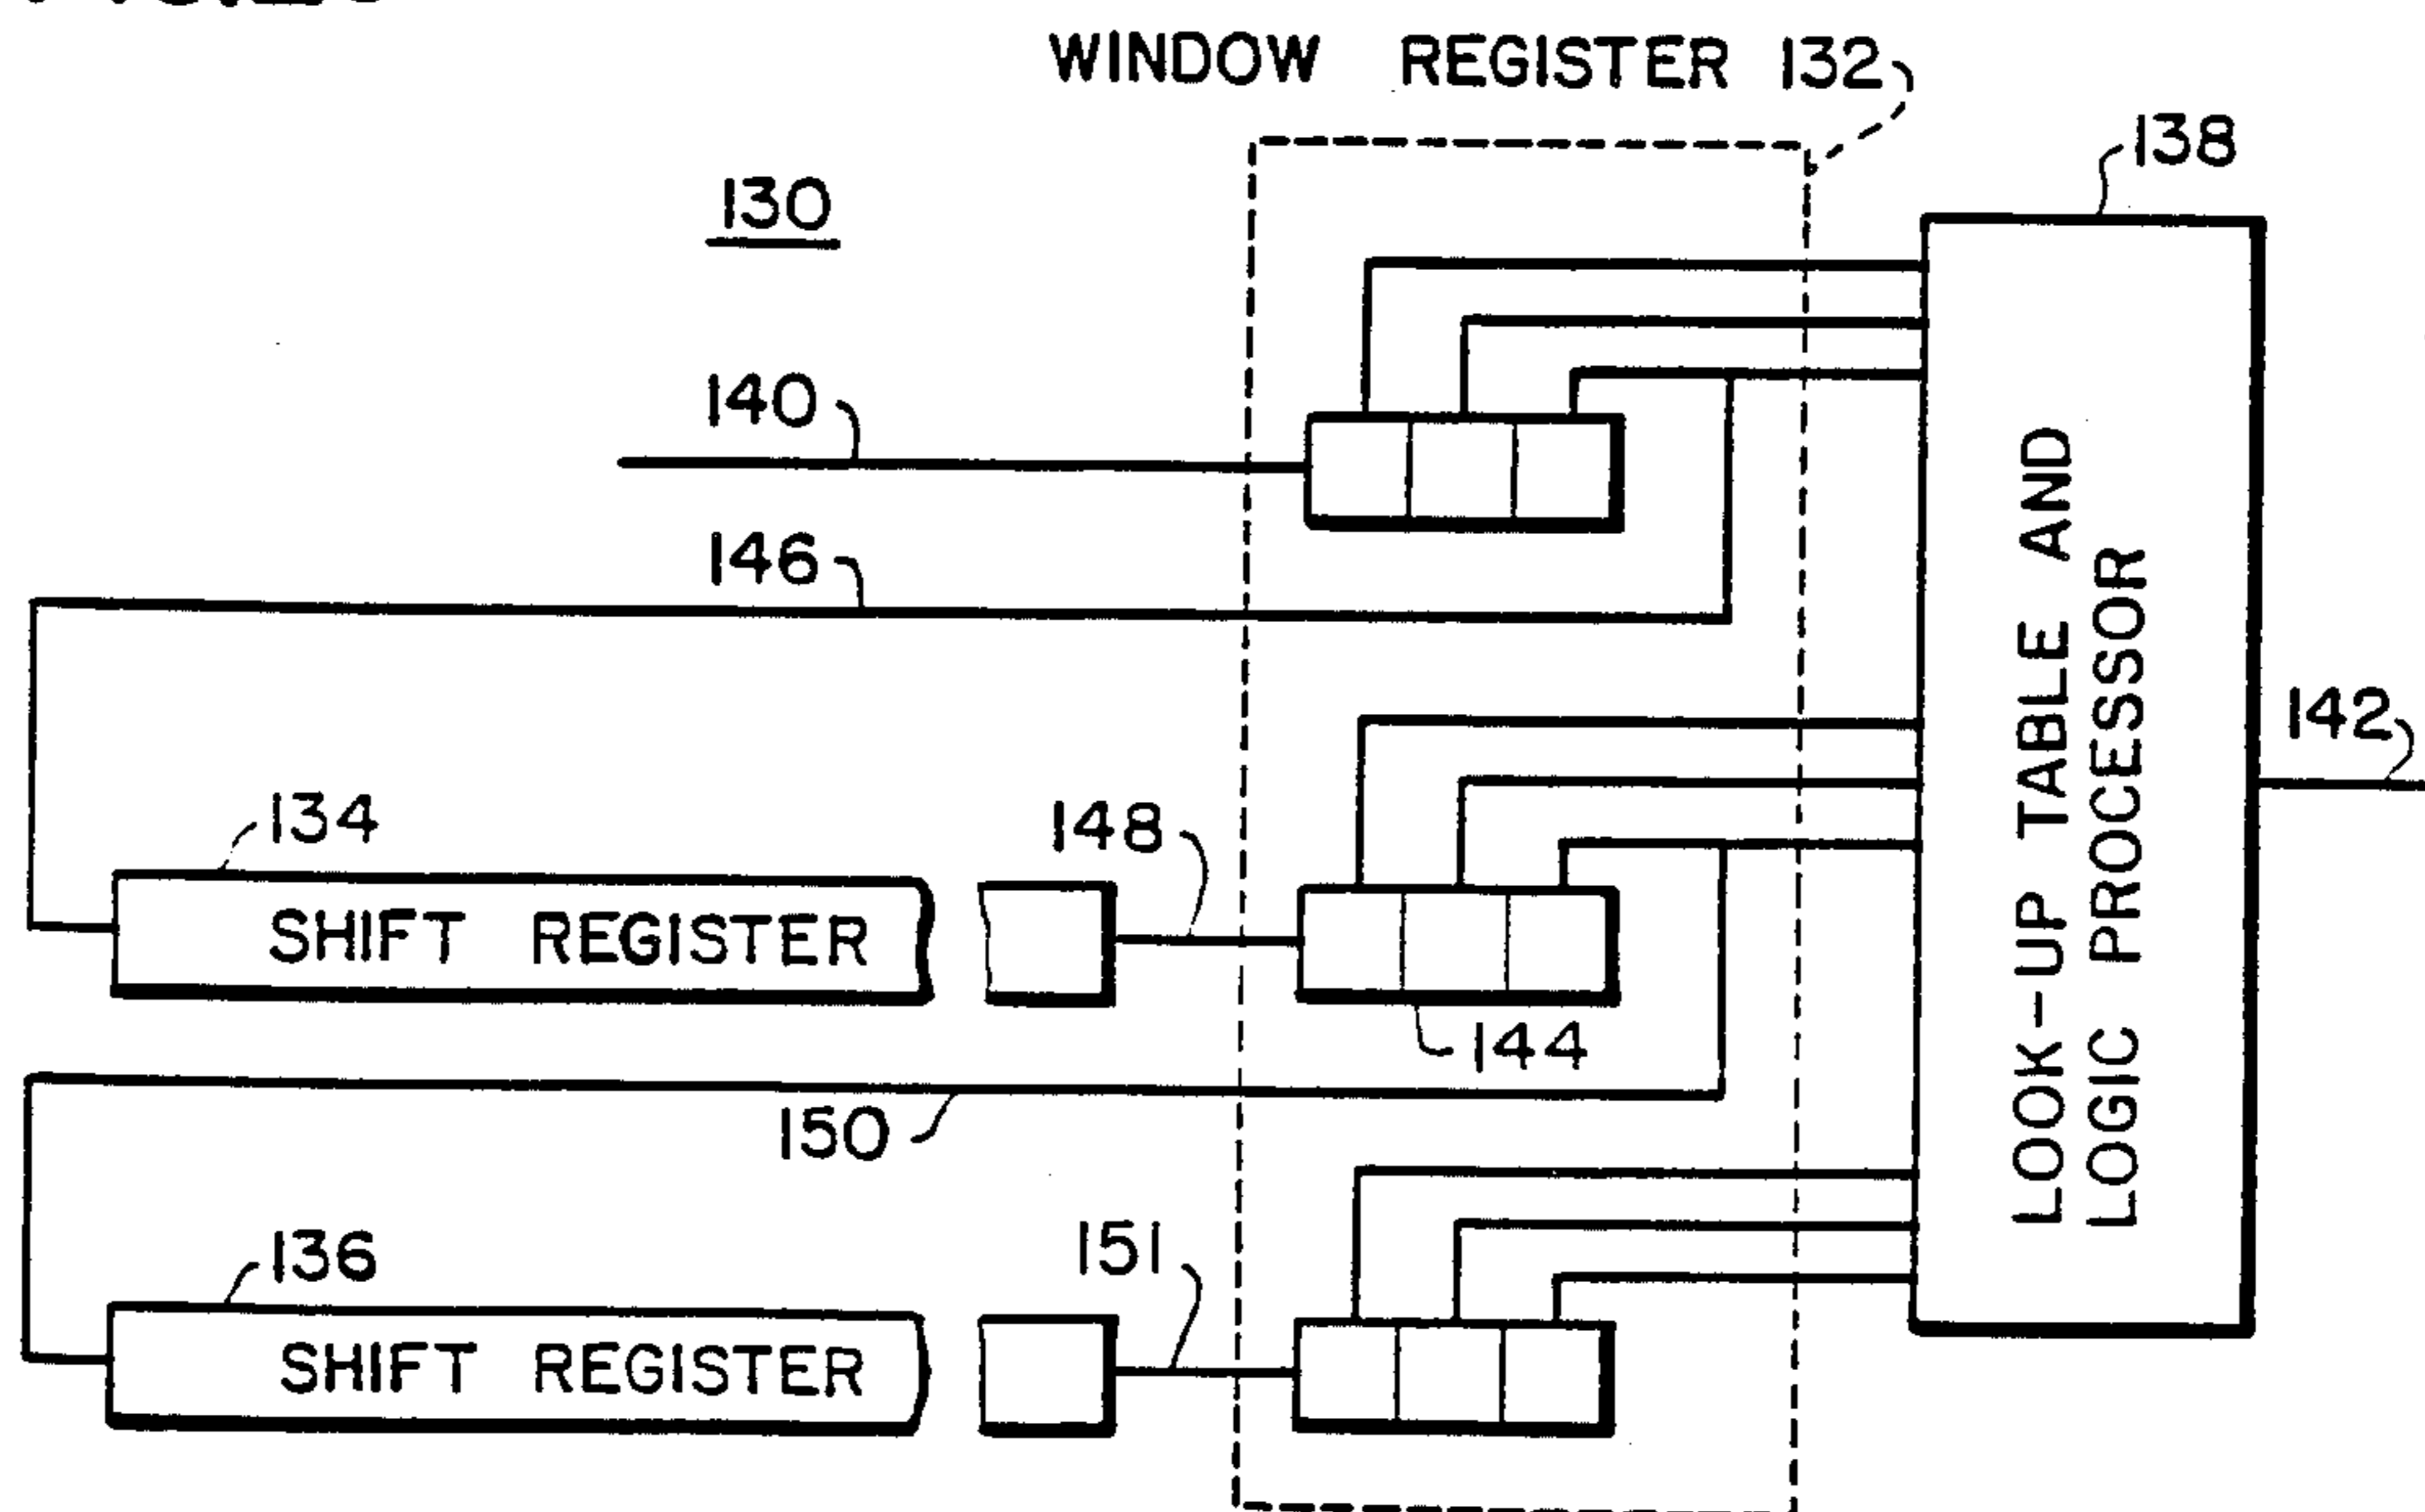 WINDOW REGISTER 132
138
130
140
146
142
134
148
SHIFT REGISTER
144
150
136
151
SHIFT REGISTER
LOOK-UP TABLE AND
LOGIC PROCESSOR